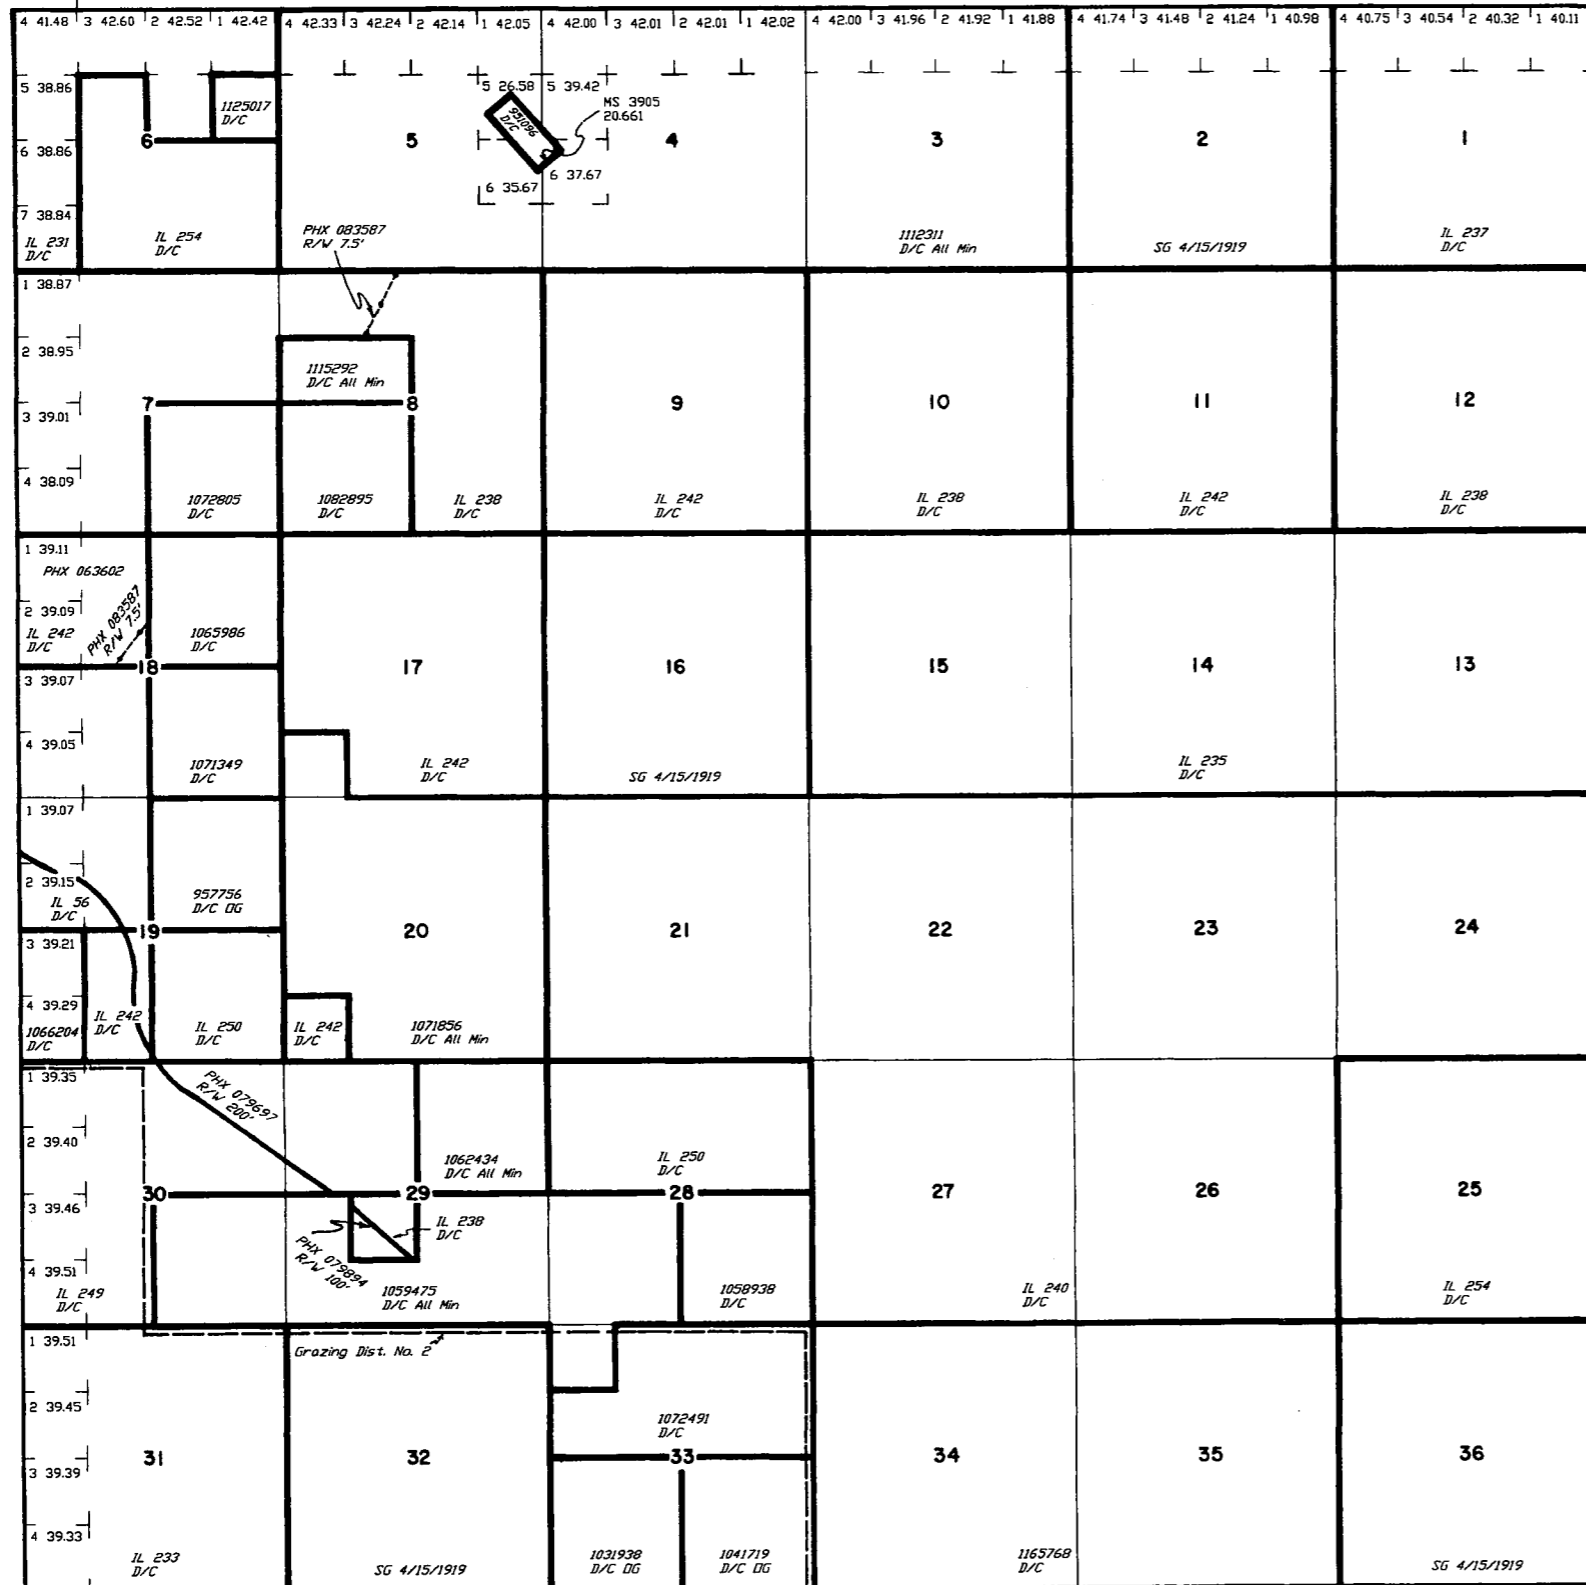 4 41.48 3 42.60 2 42.52 1 42.42 4 42.33 3 42.24 2 42.14 1 42.05 4 42.00 3 42.01 2 42.01 1 42.02 4 42.00 3 41.96 2 41.92 1 41.88 4 41.74 3 41.48 2 41.24 1 40.98 4 40.75 3 40.54 2 40.32 1 40.11
5 38.86
1125017
D/C
5 26.58 5 39.42
MS 3905
20.661
951096
D/C
6 38.86
6 5 4 3 2 1
6 35.67 6 37.67
7 38.84
IL 231
D/C
IL 254
D/C
PHX 083587
R/W 7.5'
1112311
D/C All Min
SG 4/15/1919
IL 237
D/C
1 38.87
2 38.95
1115292
D/C All Min
3 39.01
7 8 9 10 11 12
4 38.09
1072805
D/C
1082895
D/C
IL 238
D/C
IL 242
D/C
IL 238
D/C
IL 242
D/C
IL 238
D/C
1 39.11
PHX 063602
2 39.09
IL 242
D/C
PHX 083587
R/W 7.5'
1065986
D/C
18 17 16 15 14 13
3 39.07
4 39.05
1071349
D/C
IL 242
D/C
SG 4/15/1919
IL 235
D/C
1 39.07
2 39.15
IL 56
D/C
957756
D/C OG
19 20 21 22 23 24
3 39.21
4 39.29
1066204
D/C
IL 242
D/C
IL 250
D/C
IL 242
D/C
1071856
D/C All Min
1 39.35
PHX 079697
R/W 200'
2 39.40
1062434
D/C All Min
IL 250
D/C
30 29 28 27 26 25
3 39.46
IL 238
D/C
PHX 079894
R/W 100'
4 39.51
IL 249
D/C
1059475
D/C All Min
1058938
D/C
IL 240
D/C
IL 254
D/C
1 39.51
Grazing Dist. No. 2
2 39.45
1072491
D/C
31 32 33 34 35 36
3 39.39
4 39.33
IL 233
D/C
SG 4/15/1919
1031938
D/C OG
1041719
D/C OG
1165768
D/C
SG 4/15/1919